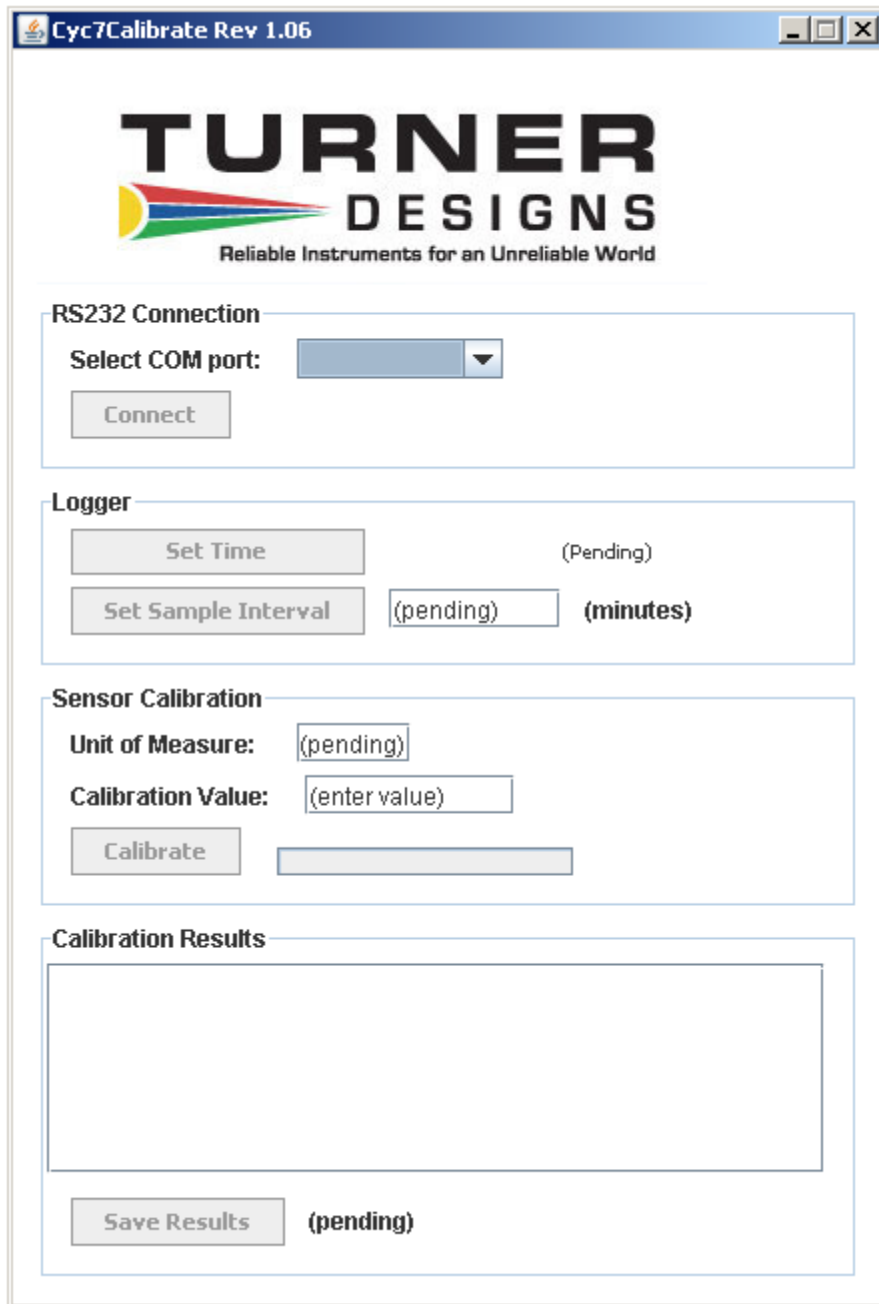 Cyc7Calibrate Rev 1.06
TURNER
DESIGNS
Reliable Instruments for an Unreliable World
RS232 Connection
Select COM port:
Connect
Logger
Set Time (Pending)
Set Sample Interval (pending) (minutes)
Sensor Calibration
Unit of Measure: (pending)
Calibration Value: (enter value)
Calibrate
Calibration Results
Save Results (pending)